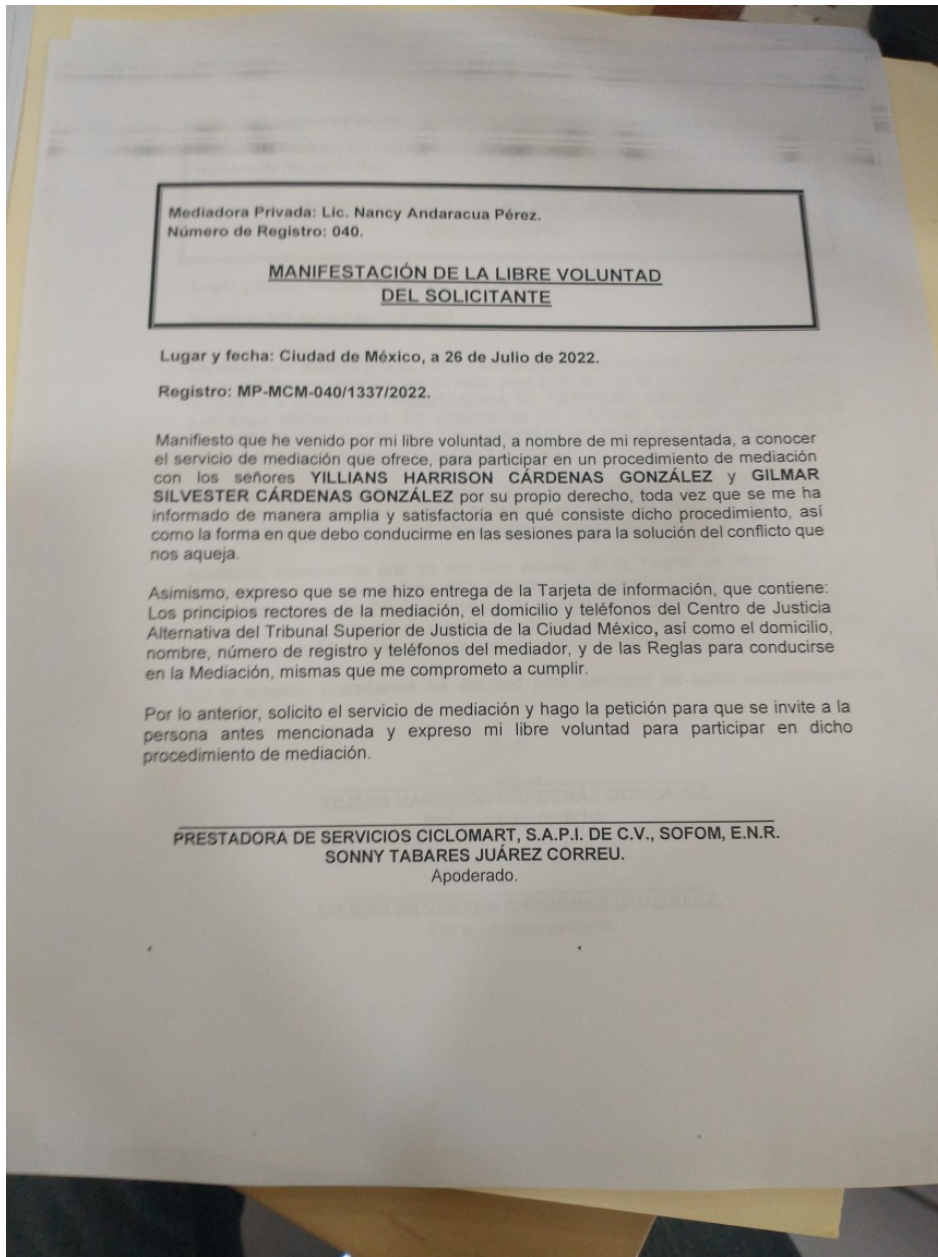 Mediadora Privada: Lic. Nancy Andaracua Pérez.
Número de Registro: 040.
MANIFESTACIÓN DE LA LIBRE VOLUNTAD
DEL SOLICITANTE
Lugar y fecha: Ciudad de México, a 26 de Julio de 2022.
Registro: MP-MCM-040/1337/2022.
Manifiesto que he venido por mi libre voluntad, a nombre de mi representada, a conocer
el servicio de mediación que ofrece, para participar en un procedimiento de mediación
con los señores YILLIANS HARRISON CÁRDENAS GONZÁLEZ y GILMAR
SILVESTER CÁRDENAS GONZÁLEZ por su propio derecho, toda vez que se me ha
informado de manera amplia y satisfactoria en qué consiste dicho procedimiento, así
como la forma en que debo conducirme en las sesiones para la solución del conflicto que
nos aqueja.
Asimismo, expreso que se me hizo entrega de la Tarjeta de información, que contiene:
Los principios rectores de la mediación, el domicilio y teléfonos del Centro de Justicia
Alternativa del Tribunal Superior de Justicia de la Ciudad México, así como el domicilio,
nombre, número de registro y teléfonos del mediador, y de las Reglas para conducirse
en la Mediación, mismas que me comprometo a cumplir.
Por lo anterior, solicito el servicio de mediación y hago la petición para que se invite a la
persona antes mencionada y expreso mi libre voluntad para participar en dicho
procedimiento de mediación.
PRESTADORA DE SERVICIOS CICLOMART, S.A.P.I. DE C.V., SOFOM, E.N.R.
SONNY TABARES JUÁREZ CORREU.
Apoderado.